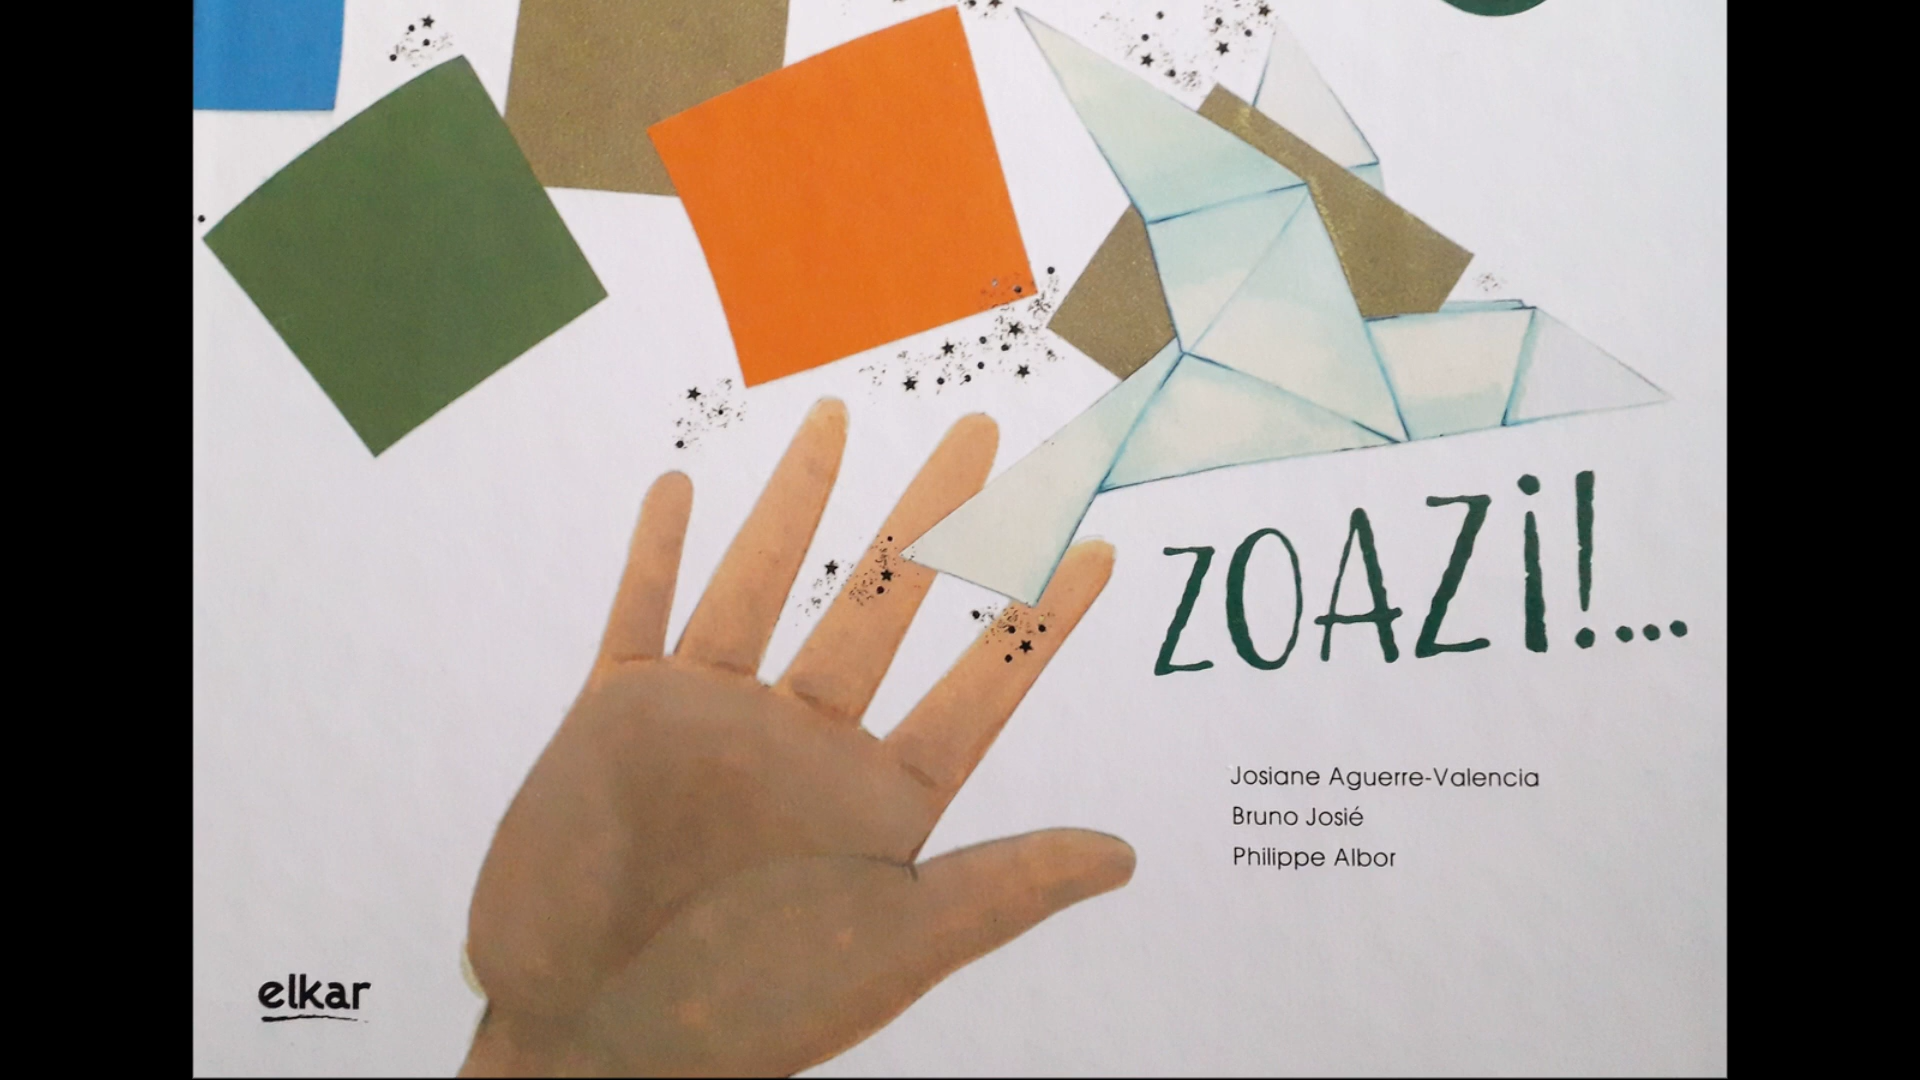 ZOAZi!...
Josiane Aguerre-Valencia
Bruno Josié
Philippe Albor
elkar